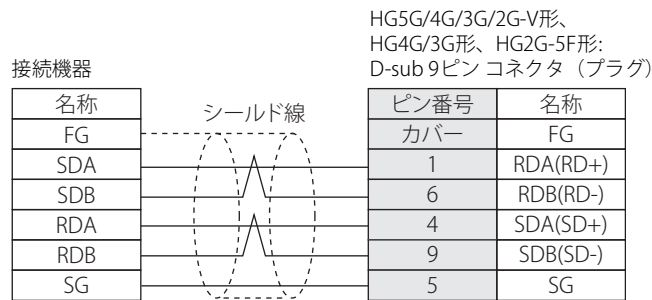 HG5G/4G/3G/2G-V形、
HG4G/3G形、HG2G-5F形:
接続機器 D-sub 9ピン コネクタ（プラグ）
名称 シールド線 ピン番号 名称
FG カバー FG
SDA 1 RDA(RD+)
SDB 6 RDB(RD-)
RDA 4 SDA(SD+)
RDB 9 SDB(SD-)
SG 5 SG